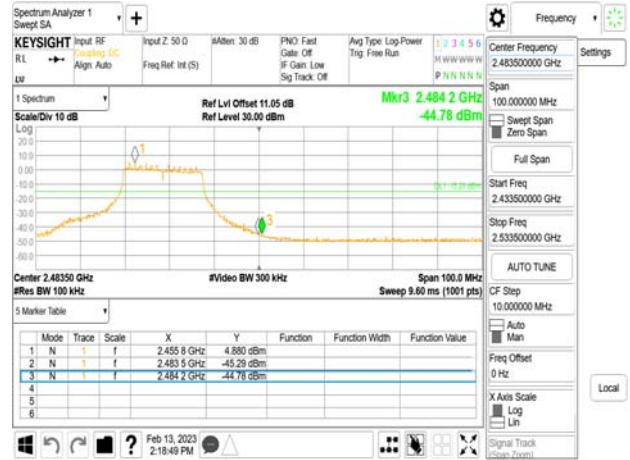 Spectrum Analyzer 1
Swept SA
+
Frequency
KEYSIGHT
Input: RF
Coupling: DC
Align: Auto
Input Z: 50 Ω
Freq Ref: Int (S)
#Atten: 30 dB
PNO: Fast
Gate: Off
IF Gain: Low
Sig Track: Off
Avg Type: Log-Power
Trig: Free Run
1 2 3 4 5 6
M W W W W W
P N N N N N
RL
LV
1 Spectrum
Scale/Div 10 dB
Ref Lvl Offset 11.05 dB
Ref Level 30.00 dBm
Mkr3 2.484 2 GHz
-44.78 dBm
Log
20.0
10.0
0.00
-10.0
-20.0
-30.0
-40.0
-50.0
-60.0
1
3
Center 2.48350 GHz
#Res BW 100 kHz
#Video BW 300 kHz
Span 100.0 MHz
Sweep 9.60 ms (1001 pts)
5 Marker Table
Mode Trace Scale X Y Function Function Width Function Value
1 N 1 f 2.455 8 GHz 4.880 dBm
2 N 1 f 2.483 5 GHz -45.29 dBm
3 N 1 f 2.484 2 GHz -44.78 dBm
4
5
6
Feb 13, 2023
2:18:49 PM
?
Center Frequency
2.483500000 GHz
Settings
Span
100.000000 MHz
Swept Span
Zero Span
Full Span
Start Freq
2.433500000 GHz
Stop Freq
2.533500000 GHz
AUTO TUNE
CF Step
10.000000 MHz
Auto
Man
Freq Offset
0 Hz
X Axis Scale
Log
Lin
Local
Signal Track
(Span Zoom)